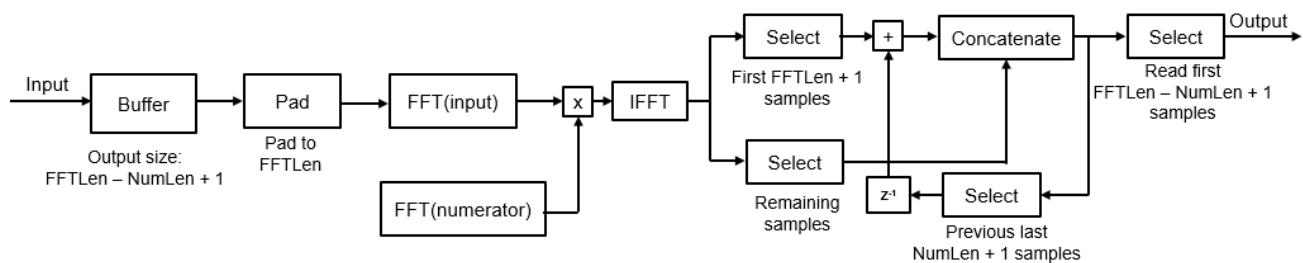 Input
Buffer
Output size:
FFTLen – NumLen + 1
Pad
Pad to
FFTLen
FFT(input)
FFT(numerator)
x
IFFT
Select
First FFTLen + 1
samples
Select
Remaining
samples
+
z-1
Concatenate
Select
Previous last
NumLen + 1 samples
Select
Read first
FFTLen – NumLen + 1
samples
Output